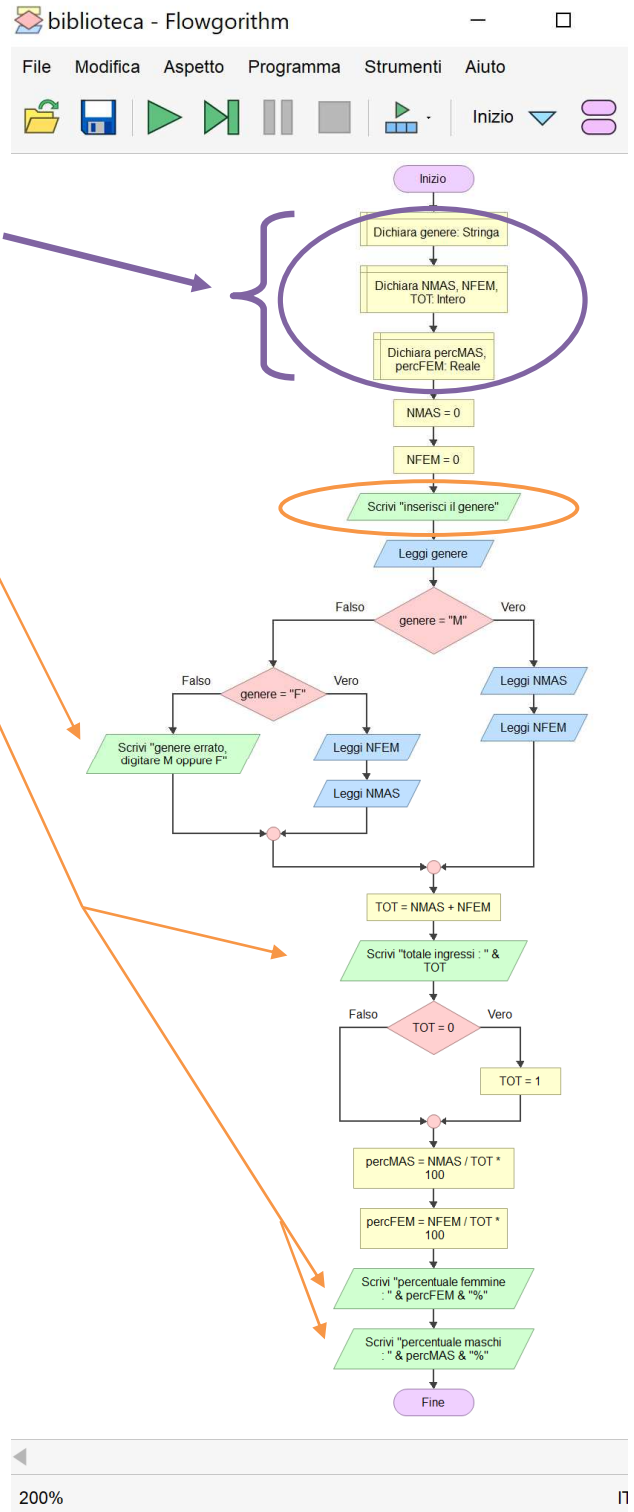 biblioteca - Flowgorithm
File Modifica Aspetto Programma Strumenti Aiuto
Inizio
Inizio
Dichiara genere: Stringa
Dichiara NMAS, NFEM,
TOT: Intero
Dichiara percMAS,
percFEM: Reale
NMAS = 0
NFEM = 0
Scrivi "inserisci il genere"
Leggi genere
Falso
Vero
genere = "M"
Falso
Vero
genere = "F"
Leggi NMAS
Leggi NFEM
Scrivi "genere errato,
digitare M oppure F"
Leggi NFEM
Leggi NMAS
TOT = NMAS + NFEM
Scrivi "totale ingressi : " &
TOT
Falso
Vero
TOT = 0
TOT = 1
percMAS = NMAS / TOT *
100
percFEM = NFEM / TOT *
100
Scrivi "percentuale femmine
: " & percFEM & "%"
Scrivi "percentuale maschi
: " & percMAS & "%"
Fine
200%
IT